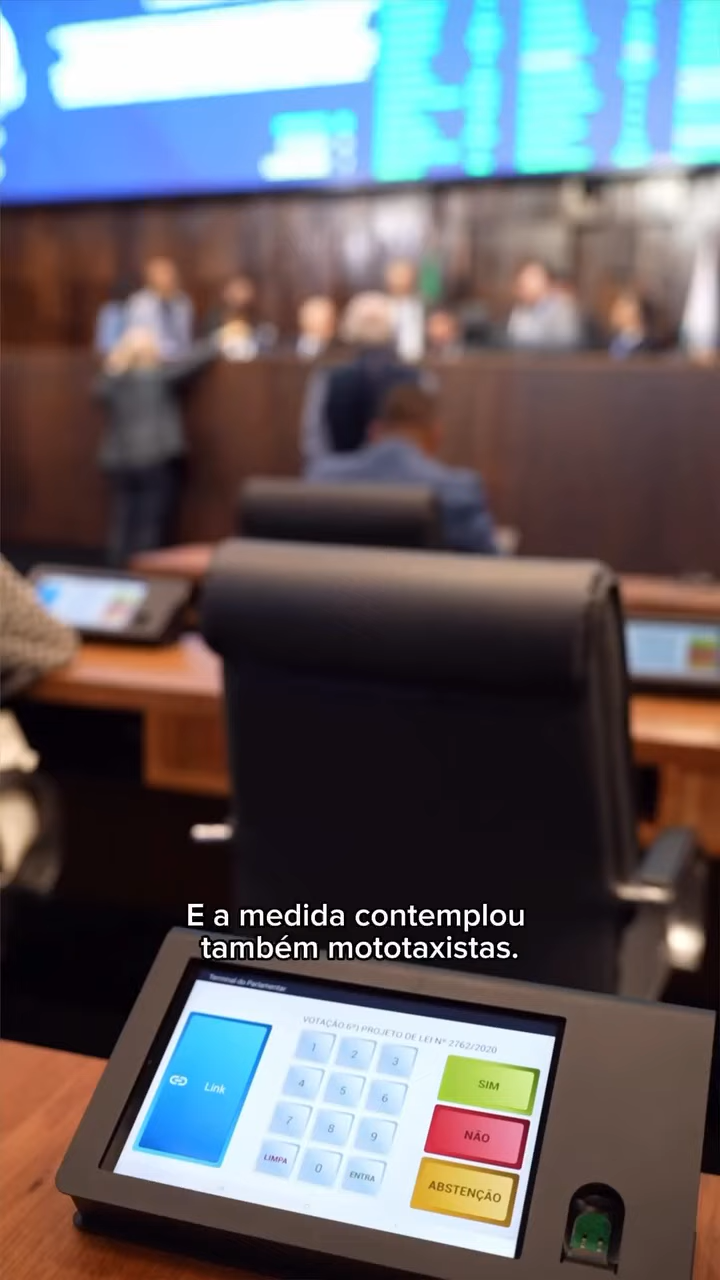 E a medida contemplou
também mototaxistas.
Terminal do Parlamentar
VOTAÇÃO 6º) PROJETO DE LEI Nº 2762/2020
Link
1 2 3
4 5 6
7 8 9
LIMPA 0 ENTRA
SIM
NÃO
ABSTENÇÃO